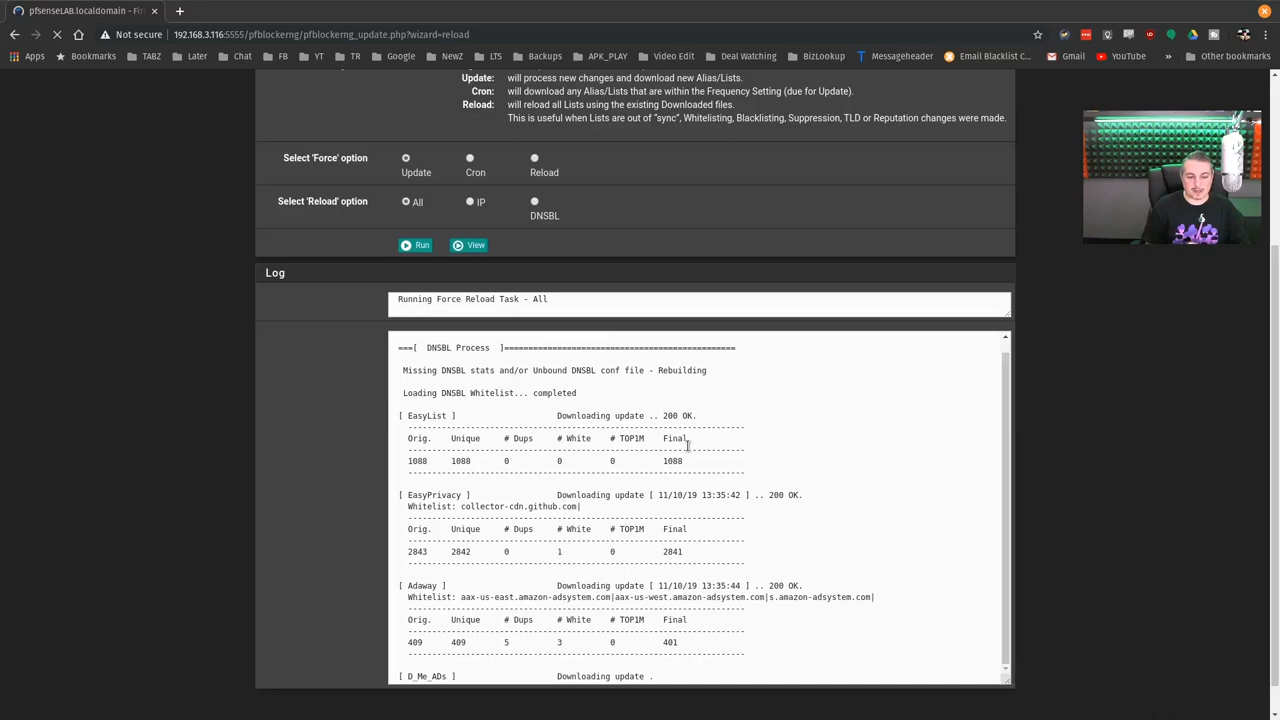 pfsenseLAB.localdomain - Fir
Not secure
192.168.3.116:5555/pfblockerng/pfblockerng_update.php?wizard=reload
Apps
Bookmarks
TABZ
Later
Chat
FB
YT
TR
Google
NewZ
LTS
Backups
APK_PLAY
Video Edit
Deal Watching
BizLookup
Messageheader
Email Blacklist C...
Gmail
YouTube
»
Other bookmarks
Update: will process new changes and download new Alias/Lists.
Cron: will download any Alias/Lists that are within the Frequency Setting (due for Update).
Reload: will reload all Lists using the existing Downloaded files.
This is useful when Lists are out of "sync", Whitelisting, Blacklisting, Suppression, TLD or Reputation changes were made.
Select 'Force' option
Update Cron Reload
Select 'Reload' option
All IP DNSBL
Run View
Log
Running Force Reload Task - All
===[ DNSBL Process ]================================================
Missing DNSBL stats and/or Unbound DNSBL conf file - Rebuilding
Loading DNSBL Whitelist... completed
[ EasyList ] Downloading update .. 200 OK.
----------------------------------------------------------------------
Orig. Unique # Dups # White # TOP1M Final
----------------------------------------------------------------------
1088 1088 0 0 0 1088
----------------------------------------------------------------------
[ EasyPrivacy ] Downloading update [ 11/10/19 13:35:42 ] .. 200 OK.
Whitelist: collector-cdn.github.com|
----------------------------------------------------------------------
Orig. Unique # Dups # White # TOP1M Final
----------------------------------------------------------------------
2843 2842 0 1 0 2841
----------------------------------------------------------------------
[ Adaway ] Downloading update [ 11/10/19 13:35:44 ] .. 200 OK.
Whitelist: aax-us-east.amazon-adsystem.com|aax-us-west.amazon-adsystem.com|s.amazon-adsystem.com|
----------------------------------------------------------------------
Orig. Unique # Dups # White # TOP1M Final
----------------------------------------------------------------------
409 409 5 3 0 401
----------------------------------------------------------------------
[ D_Me_ADs ] Downloading update .